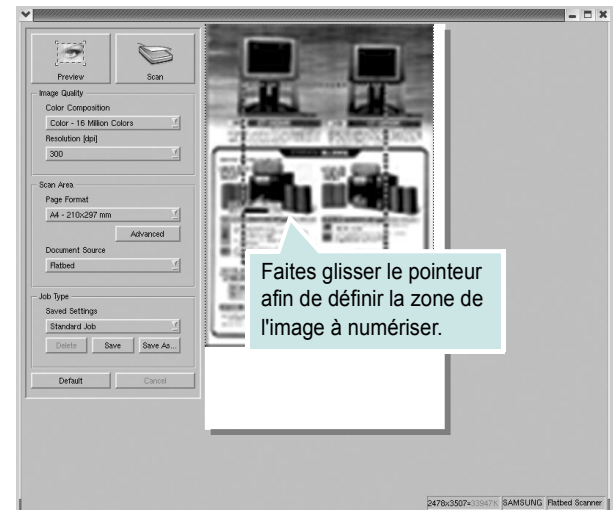 Preview Scan
Image Quality
Color Composition
Color - 16 Million Colors
Resolution [dpi]
300
Scan Area
Page Format
A4 - 210x297 mm
Advanced
Document Source
Flatbed
Job Type
Saved Settings
Standard Job
Delete Save Save As...
Default Cancel
Faites glisser le pointeur
afin de définir la zone de
l'image à numériser.
2478x3507=33947K SAMSUNG Flatbed Scanner